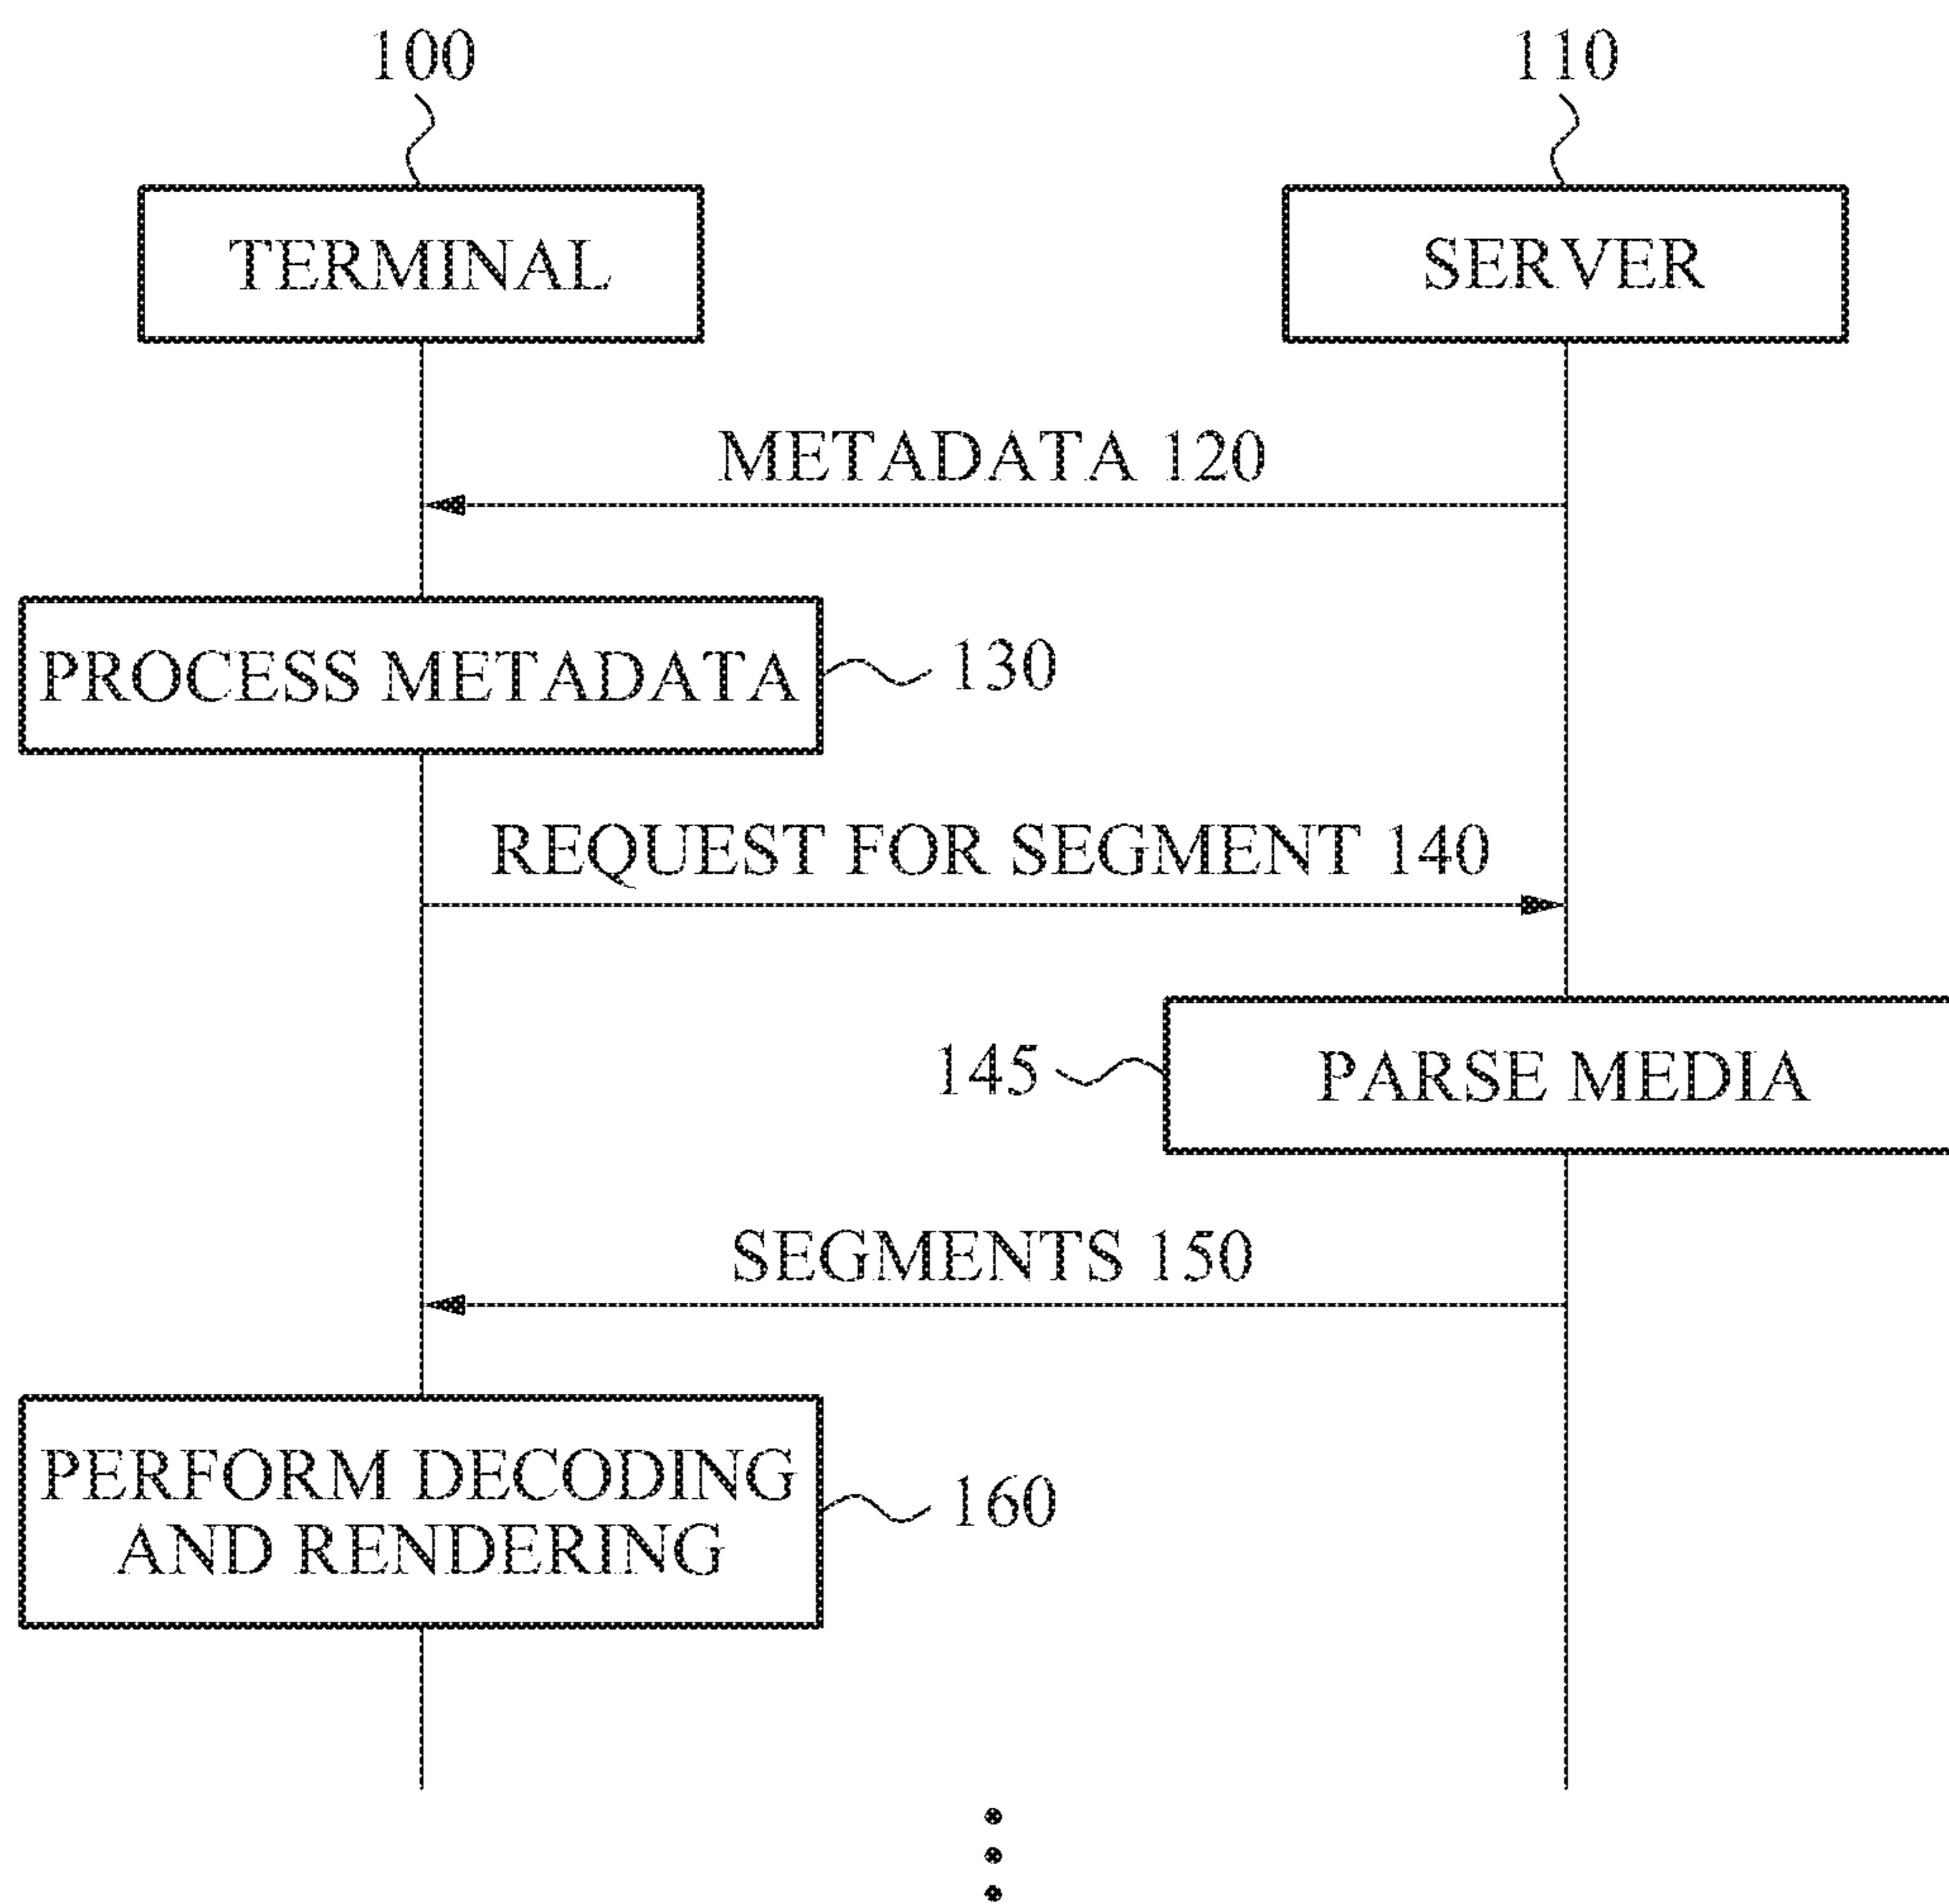 100
110
TERMINAL
SERVER
METADATA 120
PROCESS METADATA
130
REQUEST FOR SEGMENT 140
145
PARSE MEDIA
SEGMENTS 150
PERFORM DECODING
AND RENDERING
160